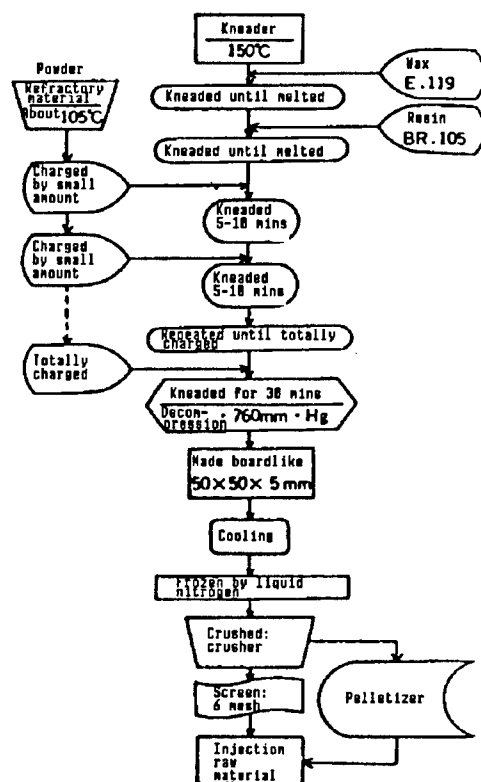 Kneader
150℃
Wax
E.119
Powder
Refractory
material
About 105℃
Kneaded until melted
Resin
BR.105
Kneaded until melted
Charged
by small
amount
Kneaded
5-10 mins
Charged
by small
amount
Kneaded
5-10 mins
Repeated until totally
charged
Totally
charged
Kneaded for 30 mins
Decom-
pression · 760mm · Hg
Made boardlike
50×50×5mm
Cooling
Frozen by liquid
nitrogen
Crushed:
crusher
Screen:
6 mesh
Pelletizer
Injection
raw
material